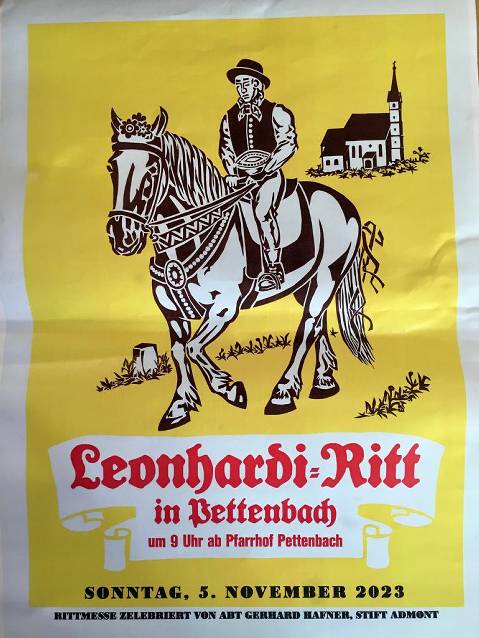 Leonhardi-Ritt
in Pettenbach
um 9 Uhr ab Pfarrhof Pettenbach
SONNTAG, 5. NOVEMBER 2023
RITTMESSE ZELEBRIERT VON ABT GERHARD HAFNER, STIFT ADMONT